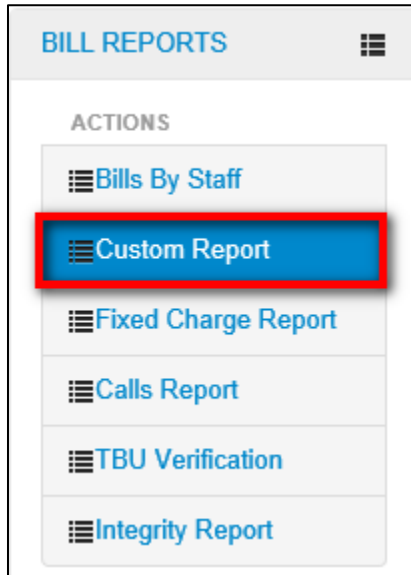 BILL REPORTS
ACTIONS
Bills By Staff
Custom Report
Fixed Charge Report
Calls Report
TBU Verification
Integrity Report